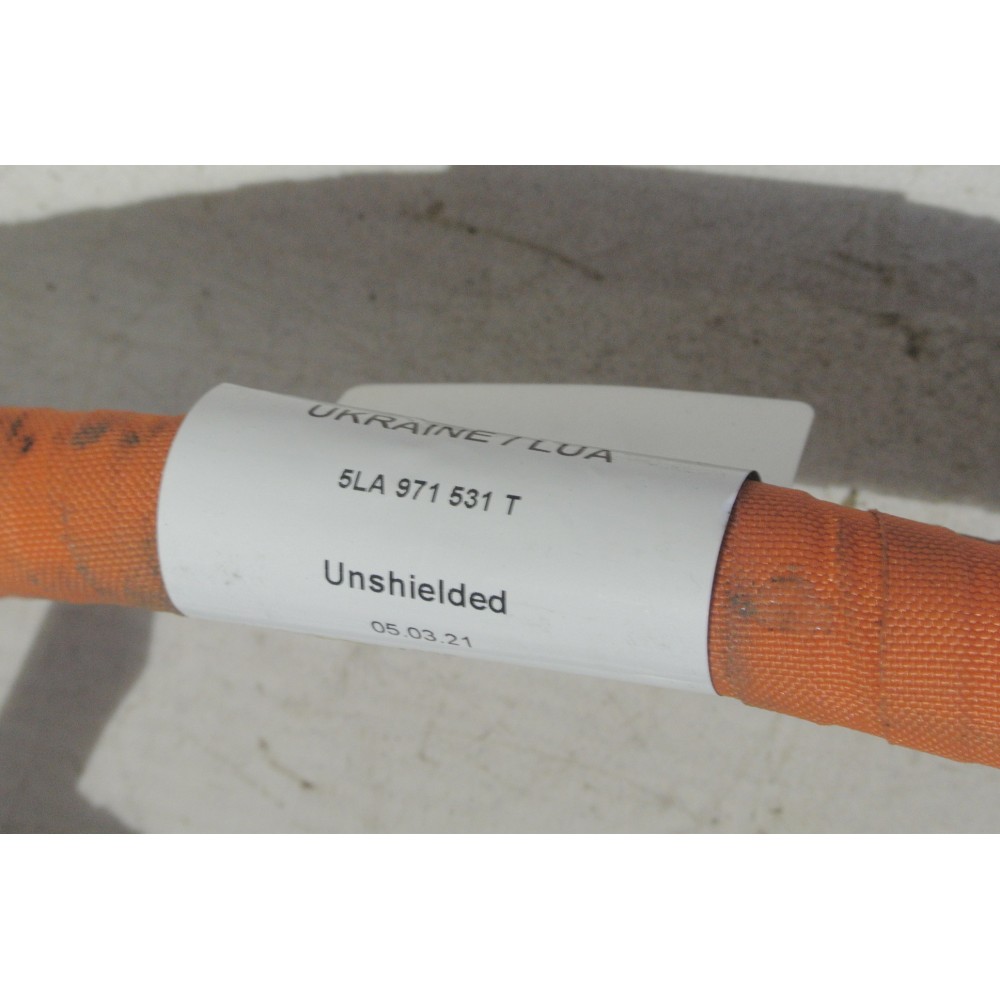 UKRAINE / LUA
5LA 971 531 T
Unshielded
05.03.21